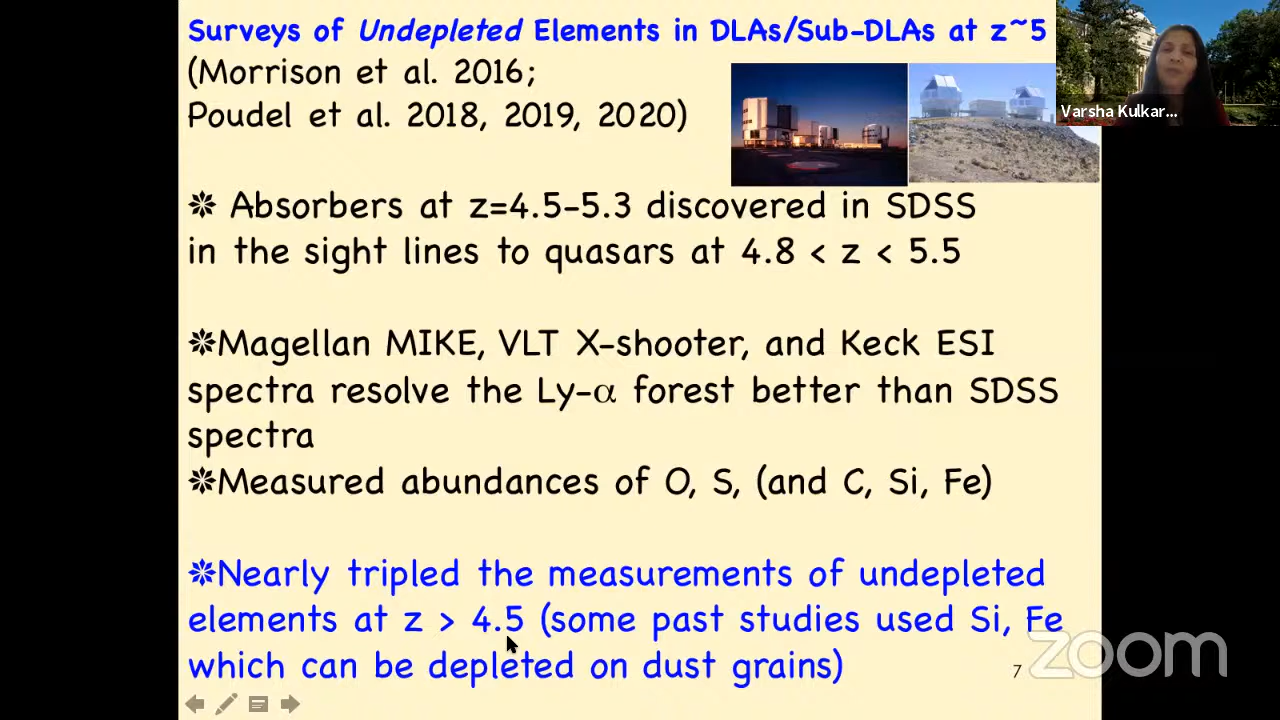 Surveys of Undepleted Elements in DLAs/Sub-DLAs at z~5
(Morrison et al. 2016;
Poudel et al. 2018, 2019, 2020)
Varsha Kulkar...
❇ Absorbers at z=4.5-5.3 discovered in SDSS
in the sight lines to quasars at 4.8 < z < 5.5
❇Magellan MIKE, VLT X-shooter, and Keck ESI
spectra resolve the Ly-α forest better than SDSS
spectra
❇Measured abundances of O, S, (and C, Si, Fe)
❇Nearly tripled the measurements of undepleted
elements at z > 4.5 (some past studies used Si, Fe
which can be depleted on dust grains)
7
zoom